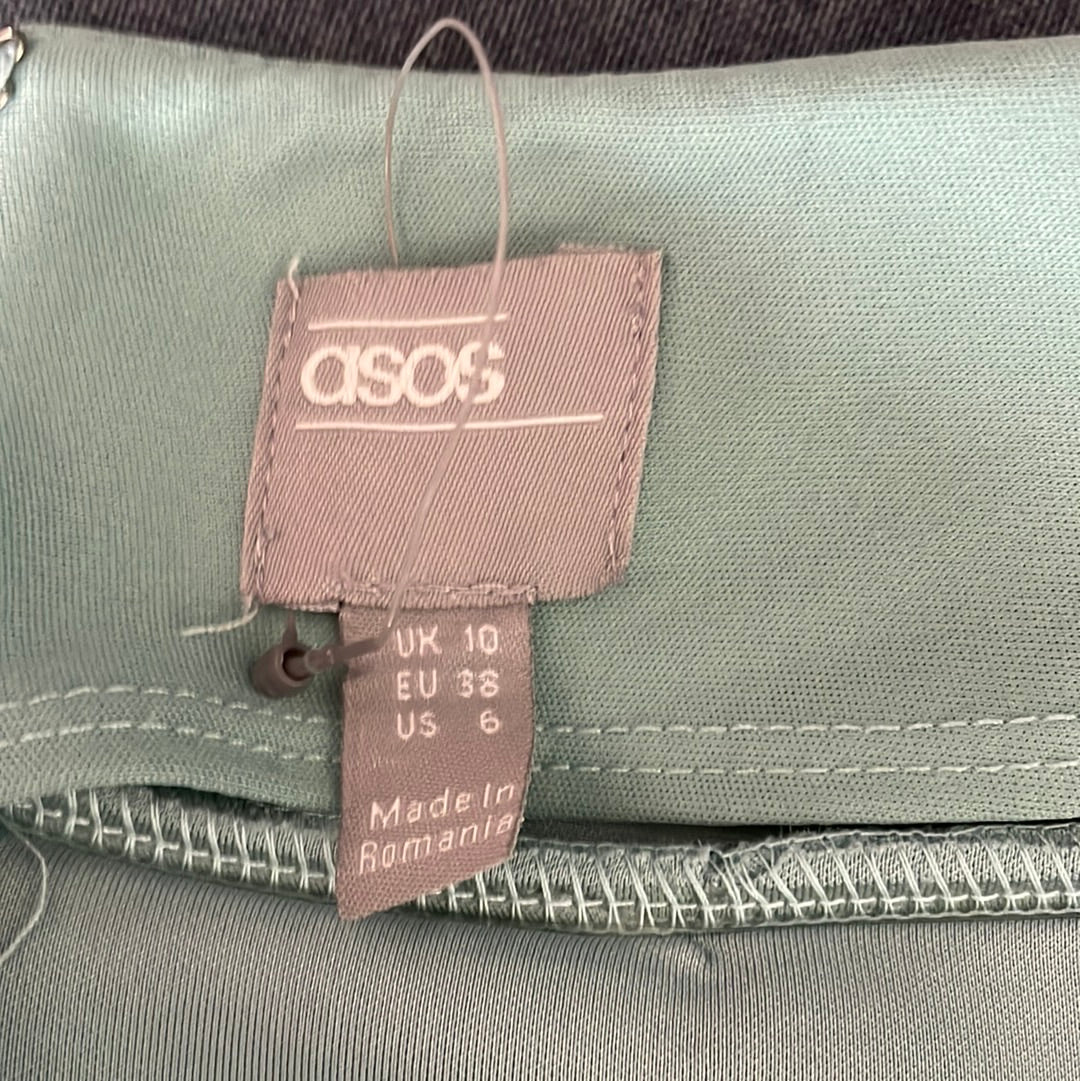 asos
UK 10
EU 38
US 6
Made In
Romania